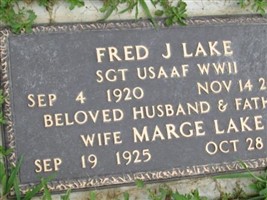 FRED J LAKE
SGT USAAF WWII
SEP 4 1920 NOV 14 2
BELOVED HUSBAND & FATH
WIFE MARGE LAKE
SEP 19 1925 OCT 28